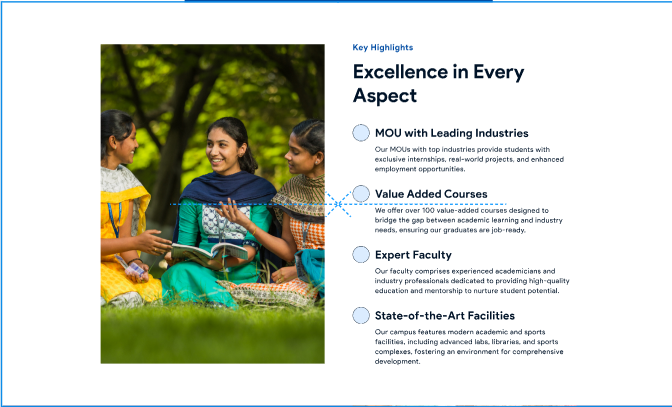 Key Highlights
Excellence in Every
Aspect
MOU with Leading Industries
Our MOUs with top industries provide students with
exclusive internships, real-world projects, and enhanced
employment opportunities.
Value Added Courses
We offer over 100 value-added courses designed to
bridge the gap between academic learning and industry
needs, ensuring our graduates are job-ready.
Expert Faculty
Our faculty comprises experienced academicians and
industry professionals dedicated to providing high-quality
education and mentorship to nurture student potential.
State-of-the-Art Facilities
Our campus features modern academic and sports
facilities, including advanced labs, libraries, and sports
complexes, fostering an environment for comprehensive
development.